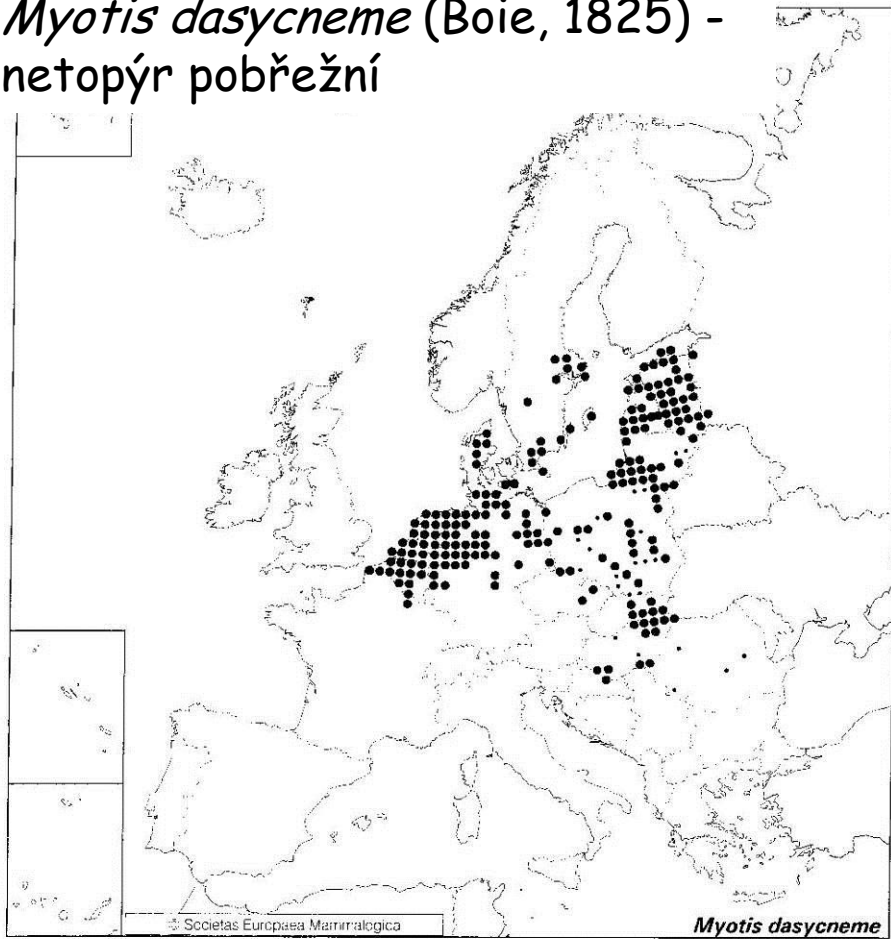 Myotis dasycneme (Boie, 1825) -
netopýr pobřežní
© Societas Europaea Mammalogica
Myotis dasycneme